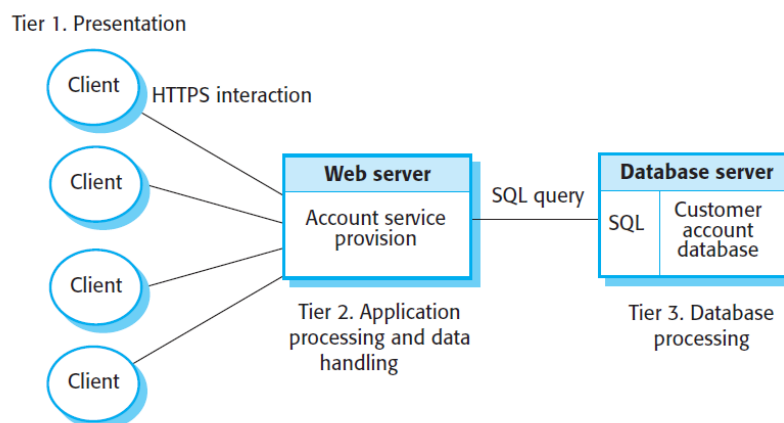 Tier 1. Presentation
Client
HTTPS interaction
Client
Client
Client
Web server
Account service
provision
Tier 2. Application
processing and data
handling
SQL query
Database server
SQL
Customer
account
database
Tier 3. Database
processing